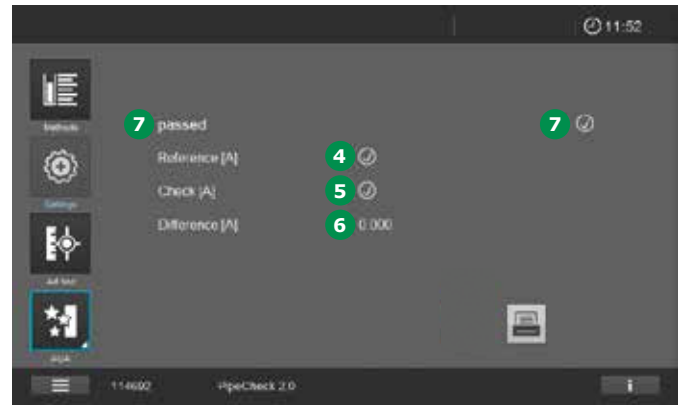 11:52
Methods
7 passed 7
Reference [A] 4
Settings
Check [A] 5
Difference [A] 6 0.000
AQA
114692 PipeCheck 2.0 i